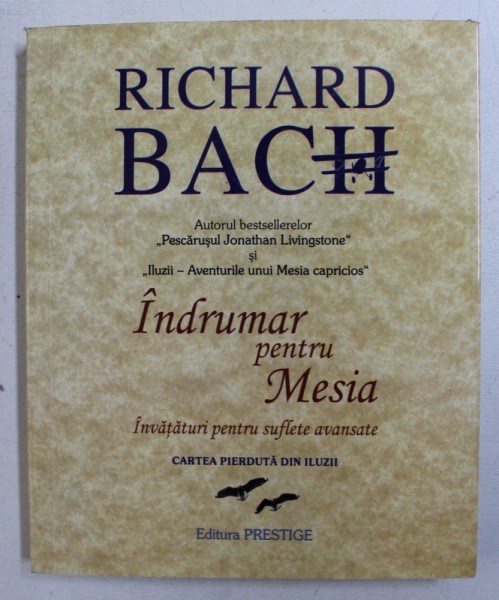 RICHARD
BACH
Autorul bestsellerelor
„Pescărușul Jonathan Livingstone“
și
„Iluzii – Aventurile unui Mesia capricios“
Îndrumar
pentru
Mesia
Învățături pentru suflete avansate
CARTEA PIERDUTĂ DIN ILUZII
Editura PRESTIGE